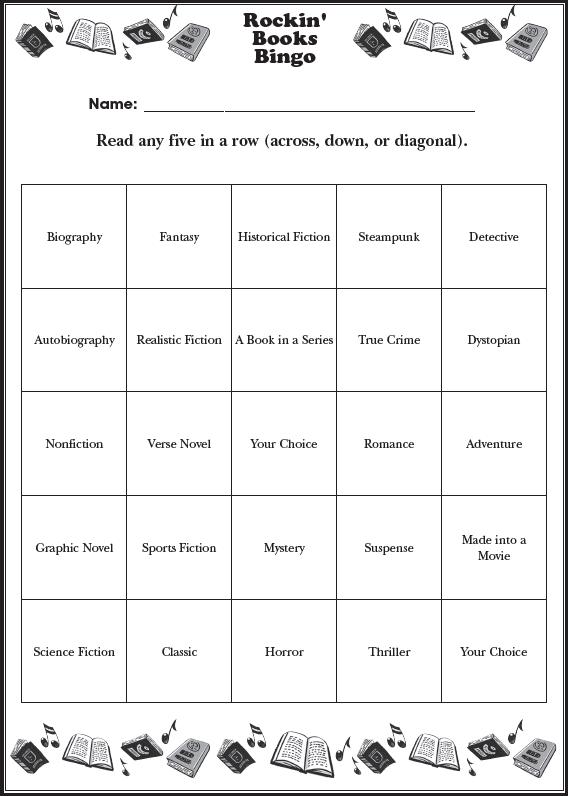 Rockin'
Books
Bingo
Name:
Read any five in a row (across, down, or diagonal).
Biography
Fantasy
Historical Fiction
Steampunk
Detective
Autobiography
Realistic Fiction
A Book in a Series
True Crime
Dystopian
Nonfiction
Verse Novel
Your Choice
Romance
Adventure
Graphic Novel
Sports Fiction
Mystery
Suspense
Made into a
Movie
Science Fiction
Classic
Horror
Thriller
Your Choice